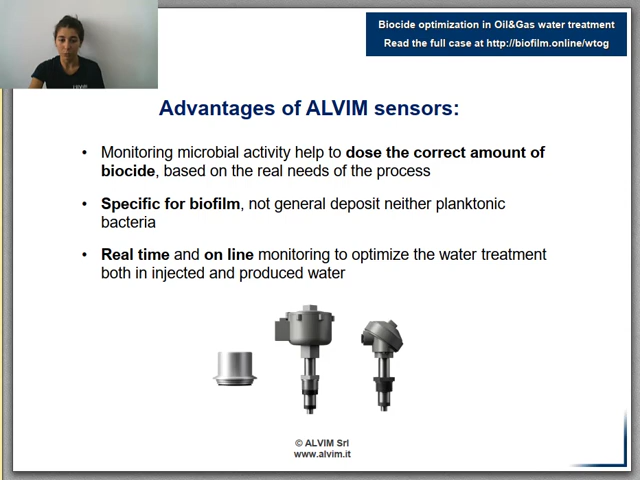 Biocide optimization in Oil&Gas water treatment
Read the full case at http://biofilm.online/wtog
Advantages of ALVIM sensors:
• Monitoring microbial activity help to dose the correct amount of
biocide, based on the real needs of the process
• Specific for biofilm, not general deposit neither planktonic
bacteria
• Real time and on line monitoring to optimize the water treatment
both in injected and produced water
© ALVIM Srl
www.alvim.it